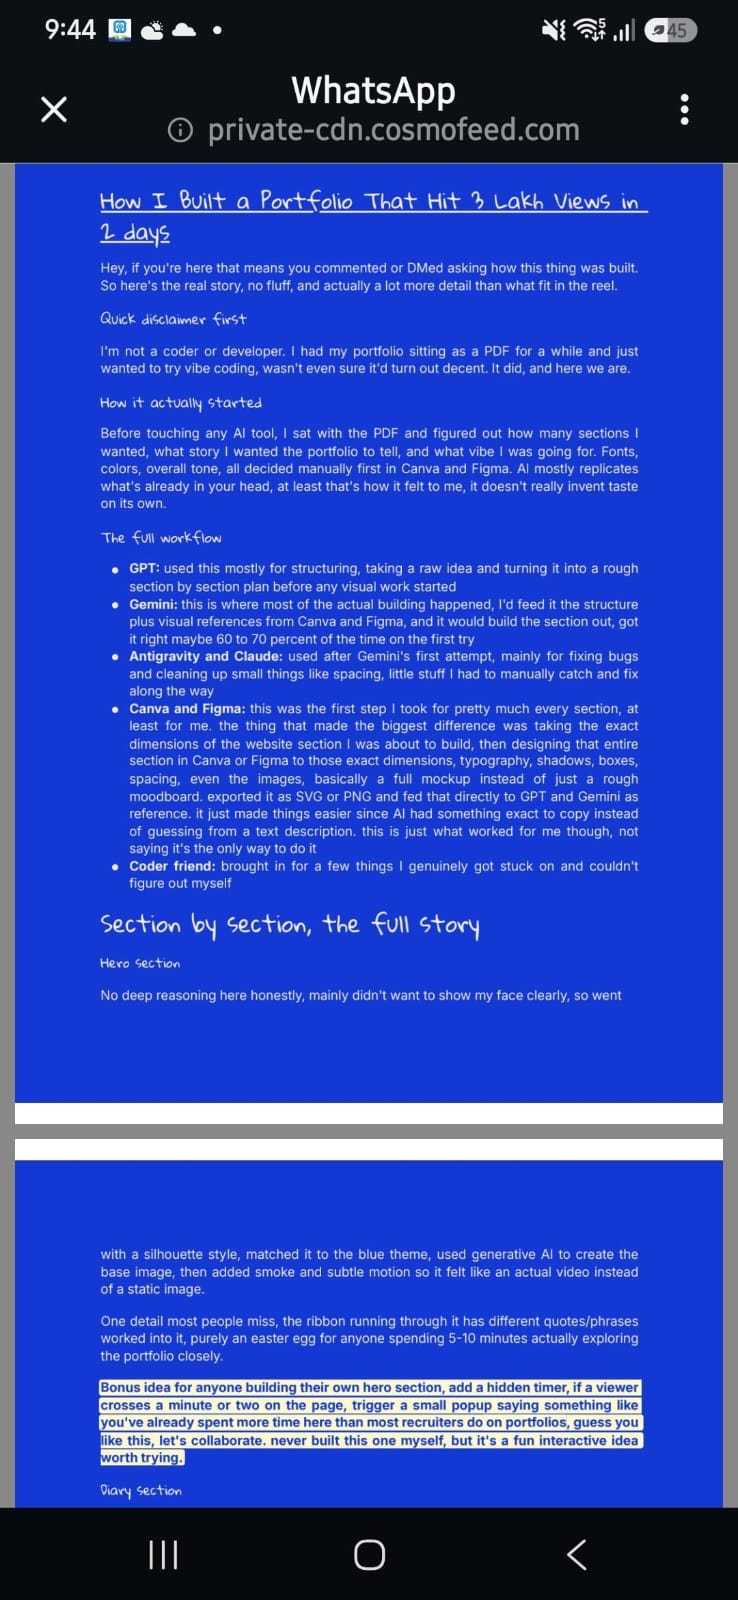 9:44
45
WhatsApp
private-cdn.cosmofeed.com
How I Built a Portfolio That Hit 3 Lakh Views in
2 days
Hey, if you're here that means you commented or DMed asking how this thing was built.
So here's the real story, no fluff, and actually a lot more detail than what fit in the reel.
Quick disclaimer first
I'm not a coder or developer. I had my portfolio sitting as a PDF for a while and just
wanted to try vibe coding, wasn't even sure it'd turn out decent. It did, and here we are.
How it actually started
Before touching any AI tool, I sat with the PDF and figured out how many sections I
wanted, what story I wanted the portfolio to tell, and what vibe I was going for. Fonts,
colors, overall tone, all decided manually first in Canva and Figma. AI mostly replicates
what's already in your head, at least that's how it felt to me, it doesn't really invent taste
on its own.
The full workflow
• GPT: used this mostly for structuring, taking a raw idea and turning it into a rough
section by section plan before any visual work started
• Gemini: this is where most of the actual building happened, I'd feed it the structure
plus visual references from Canva and Figma, and it would build the section out, got
it right maybe 60 to 70 percent of the time on the first try
• Antigravity and Claude: used after Gemini's first attempt, mainly for fixing bugs
and cleaning up small things like spacing, little stuff I had to manually catch and fix
along the way
• Canva and Figma: this was the first step I took for pretty much every section, at
least for me. the thing that made the biggest difference was taking the exact
dimensions of the website section I was about to build, then designing that entire
section in Canva or Figma to those exact dimensions, typography, shadows, boxes,
spacing, even the images, basically a full mockup instead of just a rough
moodboard. exported it as SVG or PNG and fed that directly to GPT and Gemini as
reference. it just made things easier since AI had something exact to copy instead
of guessing from a text description. this is just what worked for me though, not
saying it's the only way to do it
• Coder friend: brought in for a few things I genuinely got stuck on and couldn't
figure out myself
Section by section, the full story
Hero section
No deep reasoning here honestly, mainly didn't want to show my face clearly, so went
with a silhouette style, matched it to the blue theme, used generative AI to create the
base image, then added smoke and subtle motion so it felt like an actual video instead
of a static image.
One detail most people miss, the ribbon running through it has different quotes/phrases
worked into it, purely an easter egg for anyone spending 5-10 minutes actually exploring
the portfolio closely.
Bonus idea for anyone building their own hero section, add a hidden timer, if a viewer
crosses a minute or two on the page, trigger a small popup saying something like
you've already spent more time here than most recruiters do on portfolios, guess you
like this, let's collaborate. never built this one myself, but it's a fun interactive idea
worth trying.
Diary section